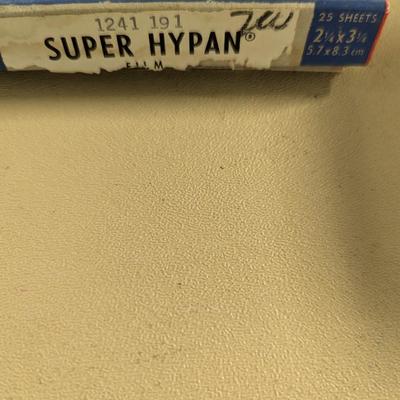 1241 191
SUPER HYPAN®
FILM
25 SHEETS
2¼x3¼
5.7x8.3 cm